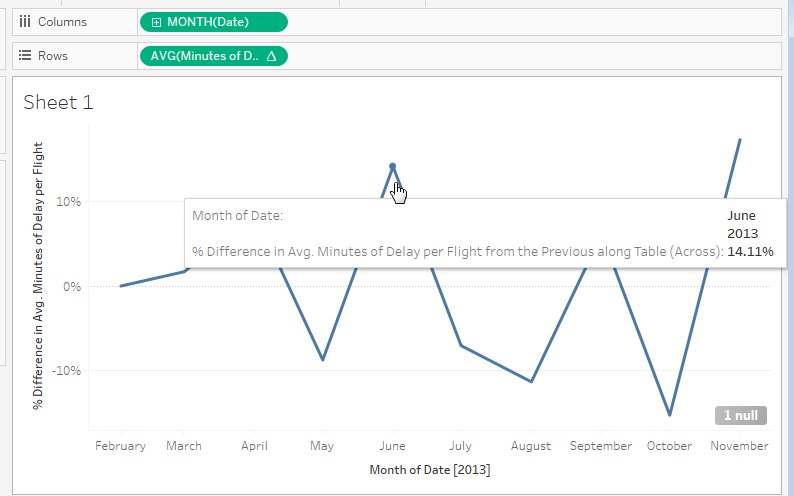 Columns
MONTH(Date)
Rows
AVG(Minutes of D.. Δ
Sheet 1
% Difference in Avg. Minutes of Delay per Flight
10%
0%
-10%
Month of Date: June 2013
% Difference in Avg. Minutes of Delay per Flight from the Previous along Table (Across): 14.11%
1 null
February March April May June July August September October November
Month of Date [2013]